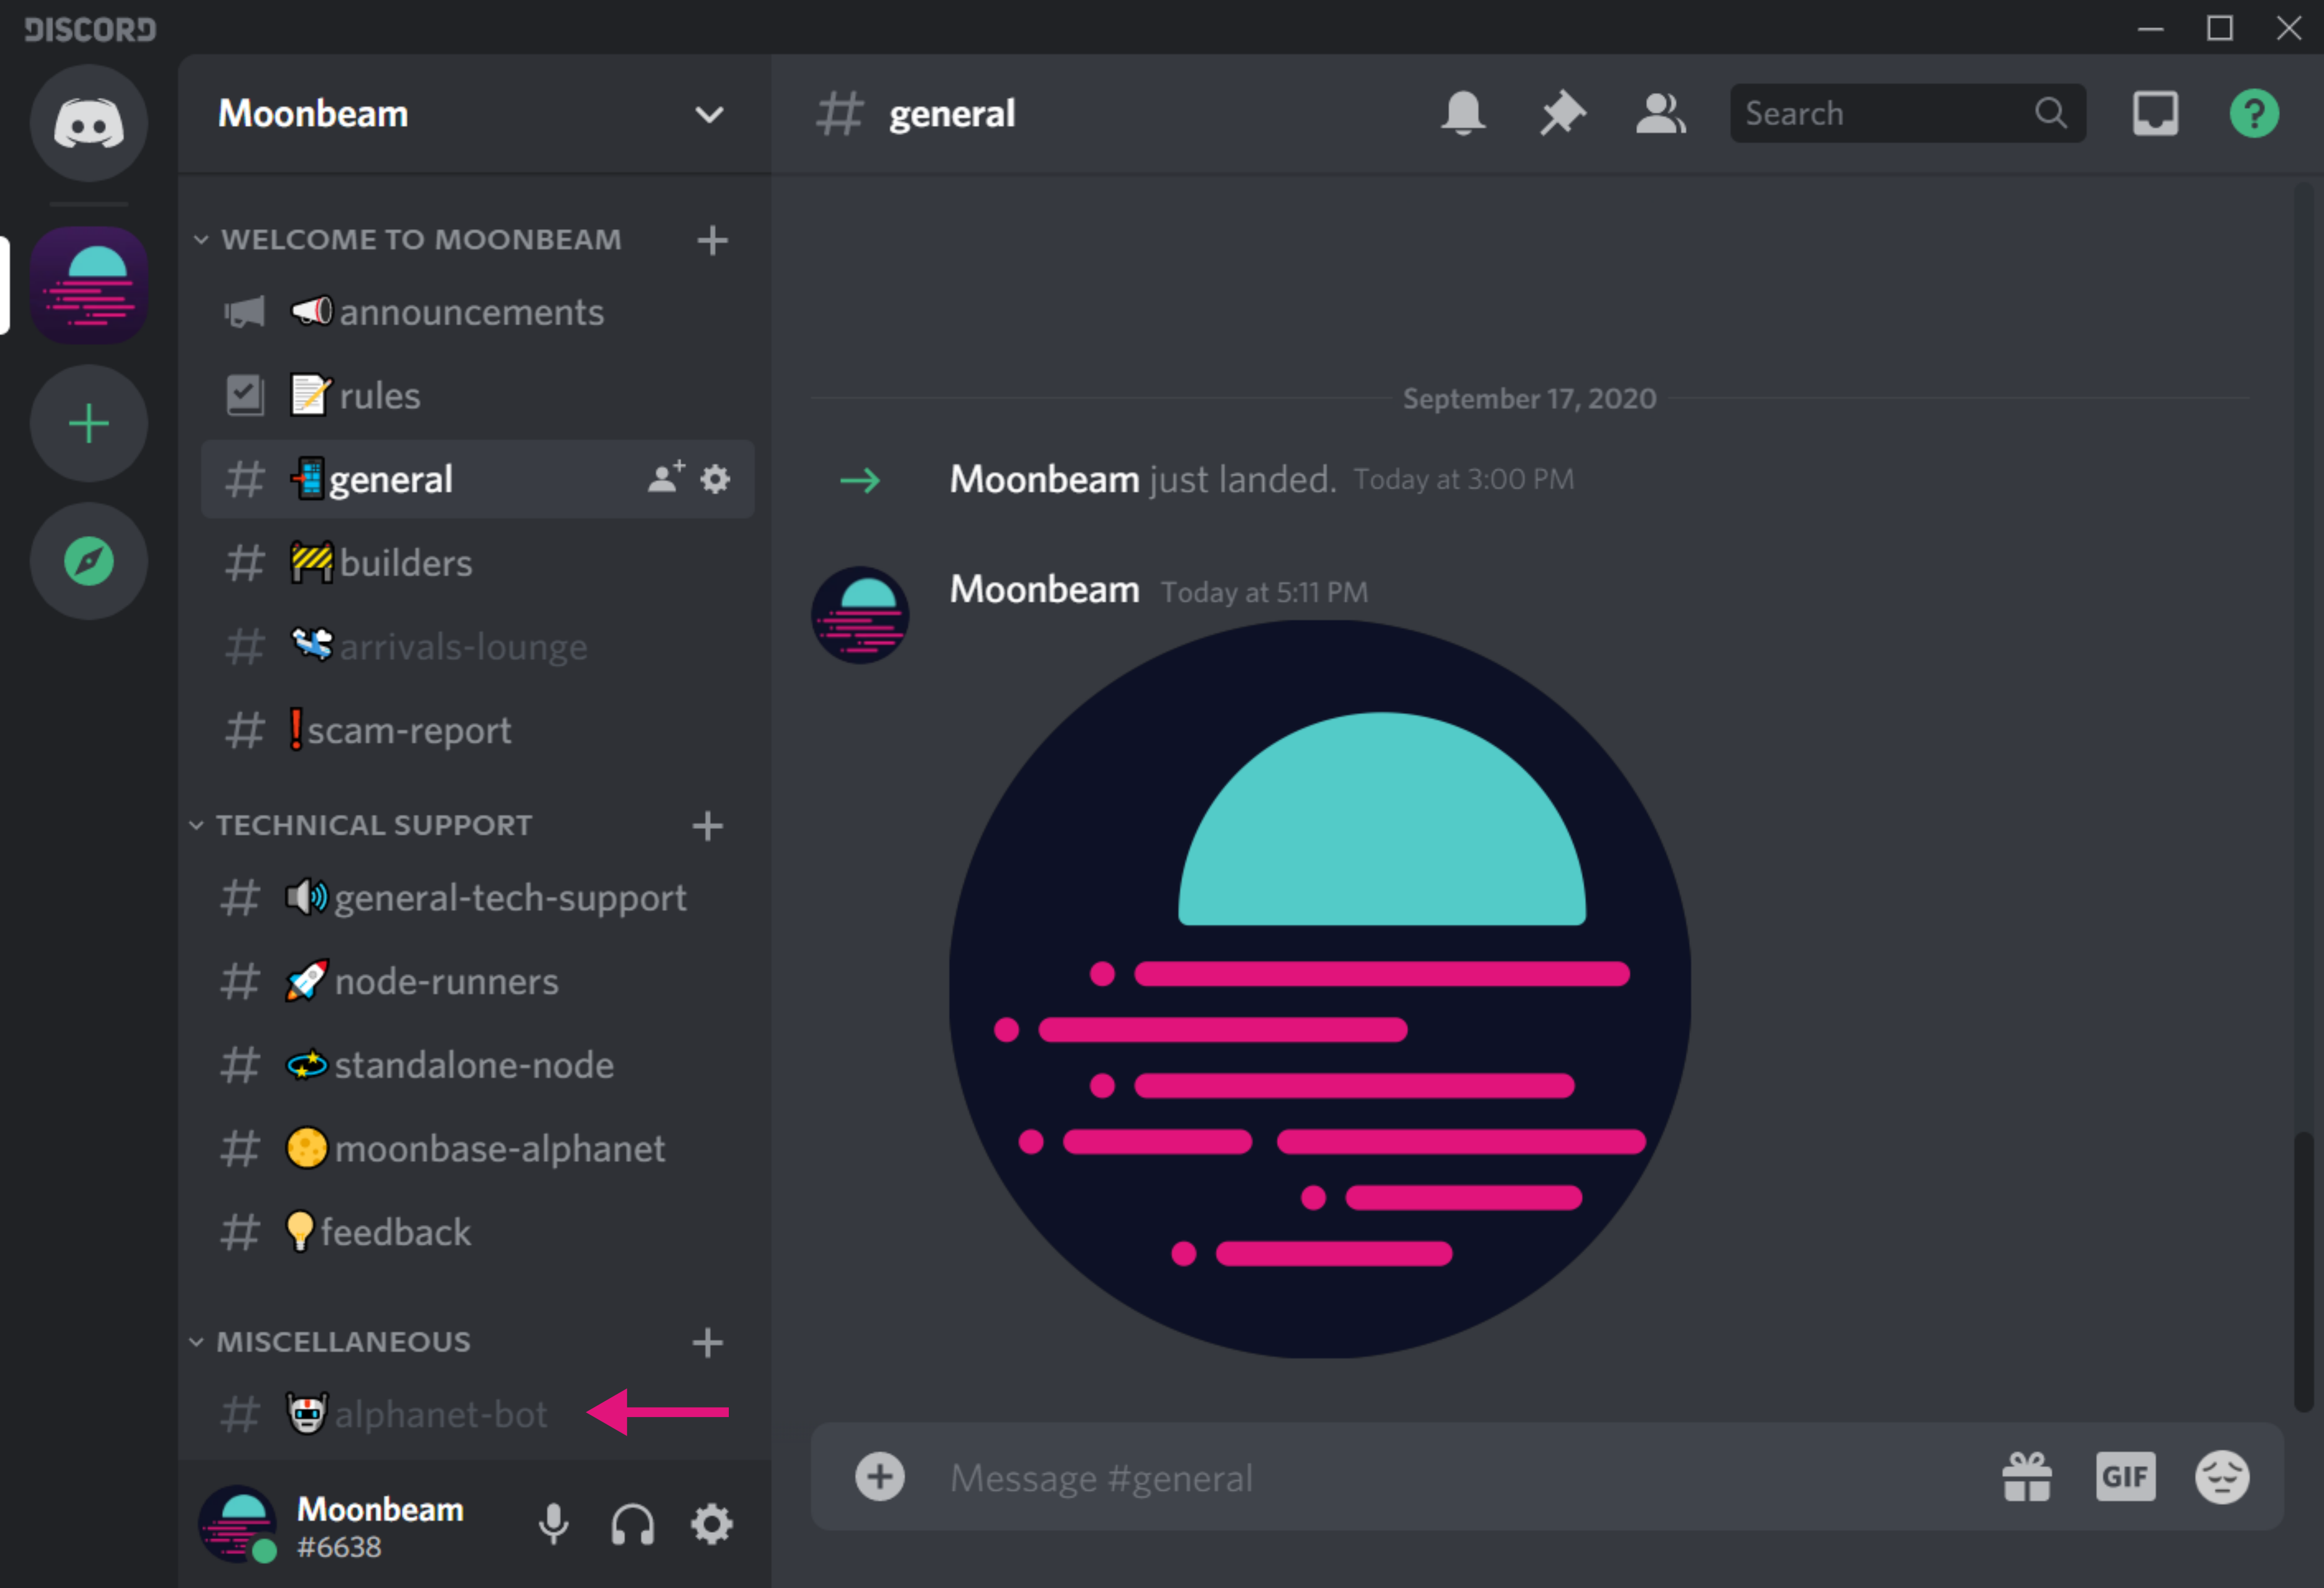 DISCORD
Moonbeam
WELCOME TO MOONBEAM
announcements
rules
general
builders
arrivals-lounge
scam-report
TECHNICAL SUPPORT
general-tech-support
node-runners
standalone-node
moonbase-alphanet
feedback
MISCELLANEOUS
alphanet-bot
Moonbeam
#6638
# general
Search
September 17, 2020
Moonbeam just landed. Today at 3:00 PM
Moonbeam Today at 5:11 PM
Message #general
GIF